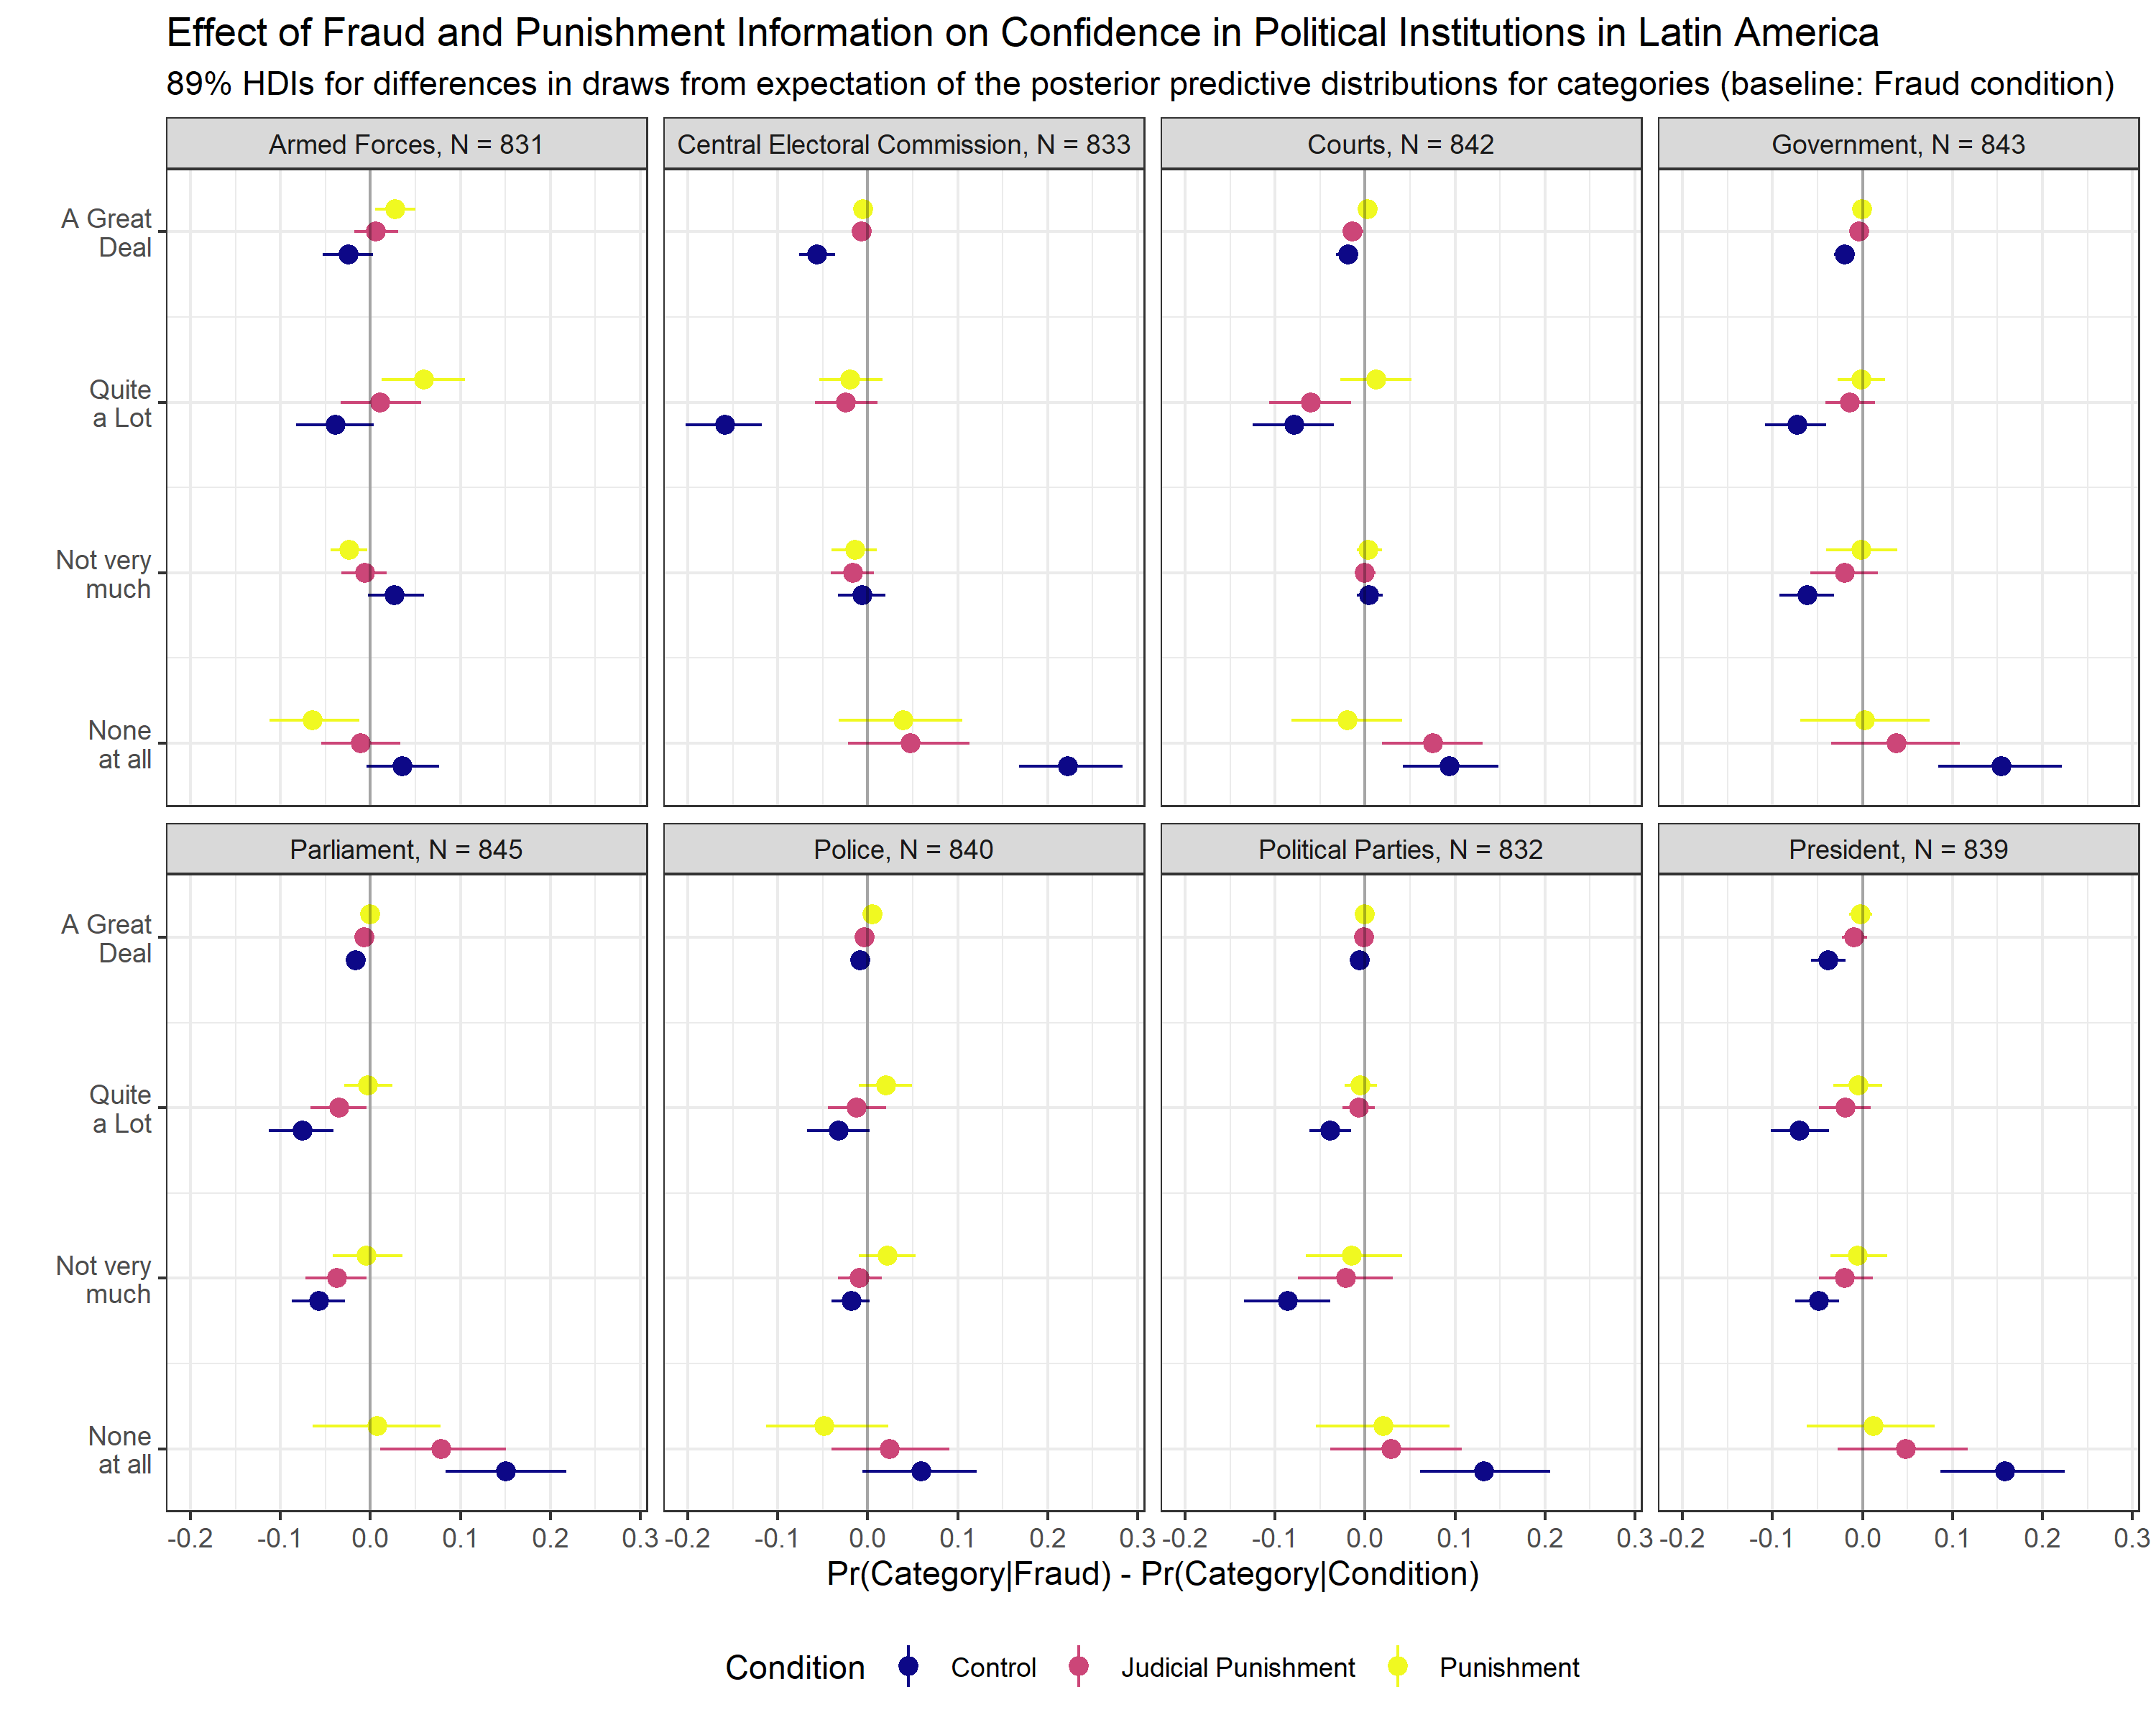 Effect of Fraud and Punishment Information on Confidence in Political Institutions in Latin America
89% HDIs for differences in draws from expectation of the posterior predictive distributions for categories (baseline: Fraud condition)
Armed Forces, N = 831
Central Electoral Commission, N = 833
Courts, N = 842
Government, N = 843
A Great
Deal
Quite
a Lot
Not very
much
None
at all
Parliament, N = 845
Police, N = 840
Political Parties, N = 832
President, N = 839
A Great
Deal
Quite
a Lot
Not very
much
None
at all
-0.2 -0.1 0.0 0.1 0.2 0.3 -0.2 -0.1 0.0 0.1 0.2 0.3 -0.2 -0.1 0.0 0.1 0.2 0.3 -0.2 -0.1 0.0 0.1 0.2 0.3
Pr(Category|Fraud) - Pr(Category|Condition)
Condition Control Judicial Punishment Punishment